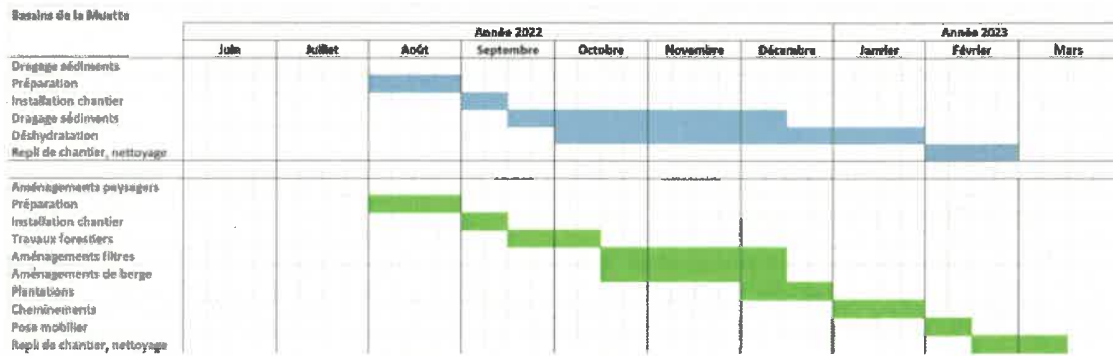 Bassins de la Muette
Année 2022 Année 2023
Juin Juillet Août Septembre Octobre Novembre Décembre Janvier Février Mars
Dragage sédiments
Préparation
Installation chantier
Dragage sédiments
Déshydratation
Repli de chantier, nettoyage
Aménagements paysagers
Préparation
Installation chantier
Travaux forestiers
Aménagements filtres
Aménagements de berge
Plantations
Cheminements
Pose mobilier
Repli de chantier, nettoyage